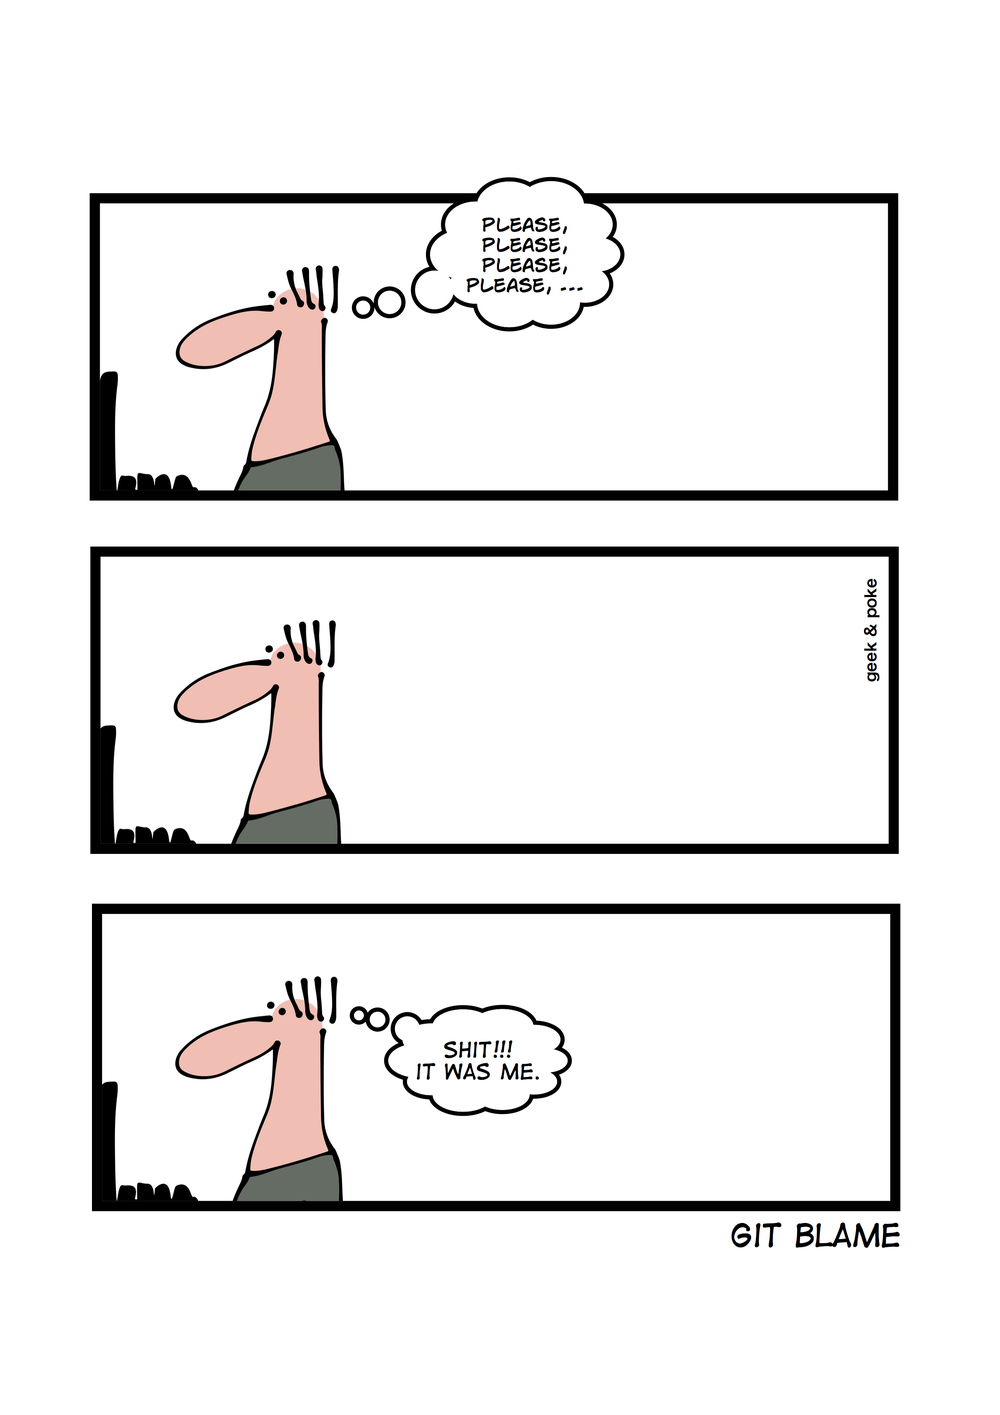 PLEASE,
PLEASE,
PLEASE,
PLEASE, ---
geek & poke
SHIT!!!
IT WAS ME.
GIT BLAME